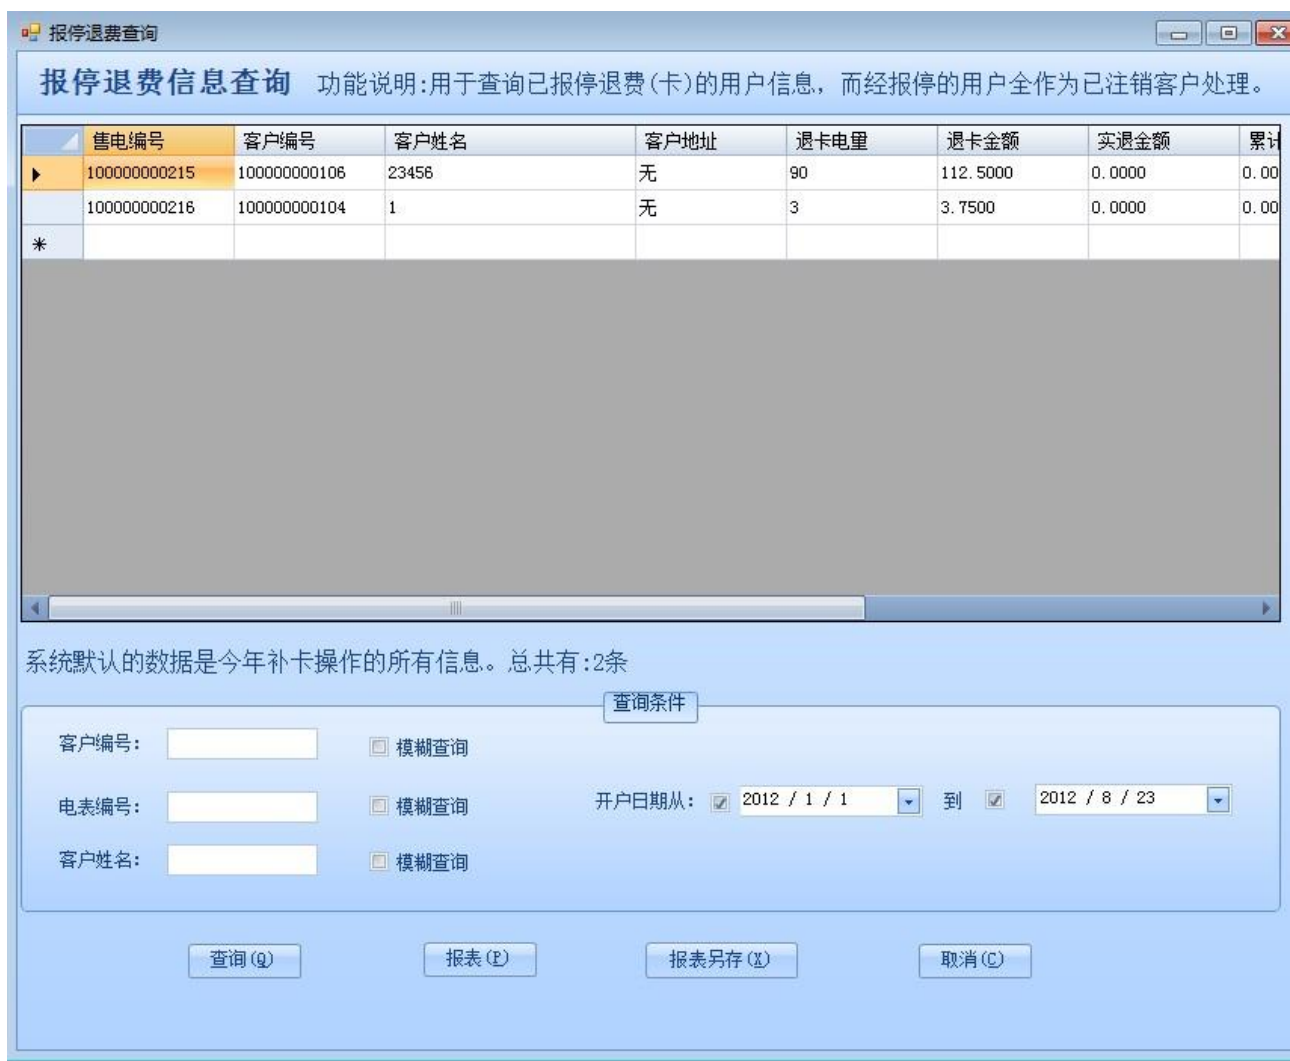 报停退费查询
报停退费信息查询 功能说明:用于查询已报停退费(卡)的用户信息，而经报停的用户全作为已注销客户处理。
售电编号 客户编号 客户姓名 客户地址 退卡电量 退卡金额 实退金额 累计
100000000215 100000000106 23456 无 90 112.5000 0.0000 0.00
100000000216 100000000104 1 无 3 3.7500 0.0000 0.00
系统默认的数据是今年补卡操作的所有信息。总共有:2条
查询条件
客户编号: 模糊查询
电表编号: 模糊查询 开户日期从: 2012 / 1 / 1 到 2012 / 8 / 23
客户姓名: 模糊查询
查询(Q) 报表(P) 报表另存(X) 取消(C)